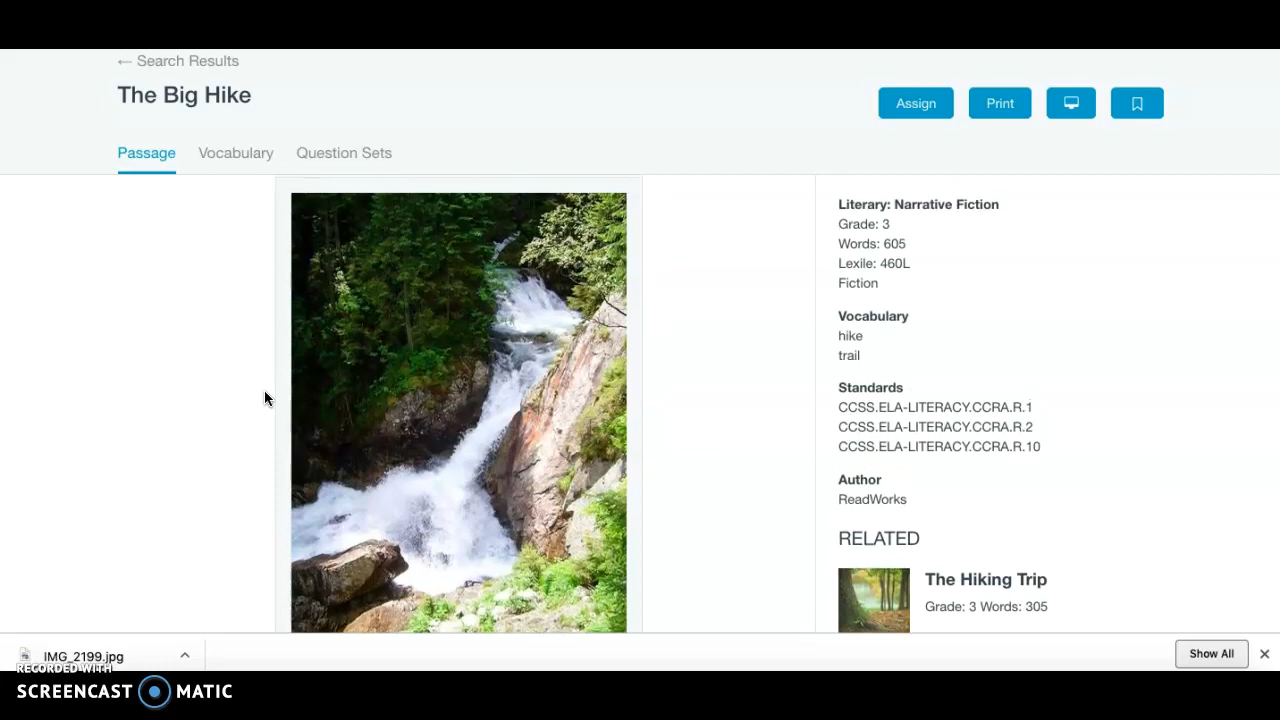 ← Search Results
The Big Hike
Assign
Print
Passage
Vocabulary
Question Sets
Literary: Narrative Fiction
Grade: 3
Words: 605
Lexile: 460L
Fiction
Vocabulary
hike
trail
Standards
CCSS.ELA-LITERACY.CCRA.R.1
CCSS.ELA-LITERACY.CCRA.R.2
CCSS.ELA-LITERACY.CCRA.R.10
Author
ReadWorks
RELATED
The Hiking Trip
Grade: 3 Words: 305
IMG_2199.jpg
Show All
RECORDED WITH
SCREENCAST MATIC